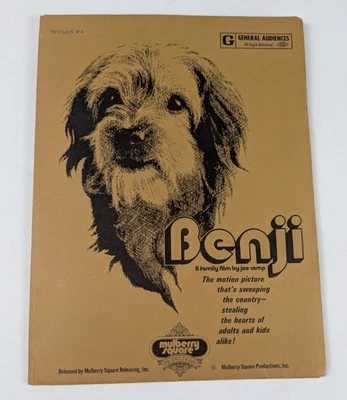 REVISION #4
G GENERAL AUDIENCES
All Ages Admitted
Benji
A family film by joe camp
The motion picture
that's sweeping
the country—
stealing
the hearts of
adults and kids
alike!
mulberry
square
Released by Mulberry Square Releasing, Inc.
© Mulberry Square Productions, Inc.